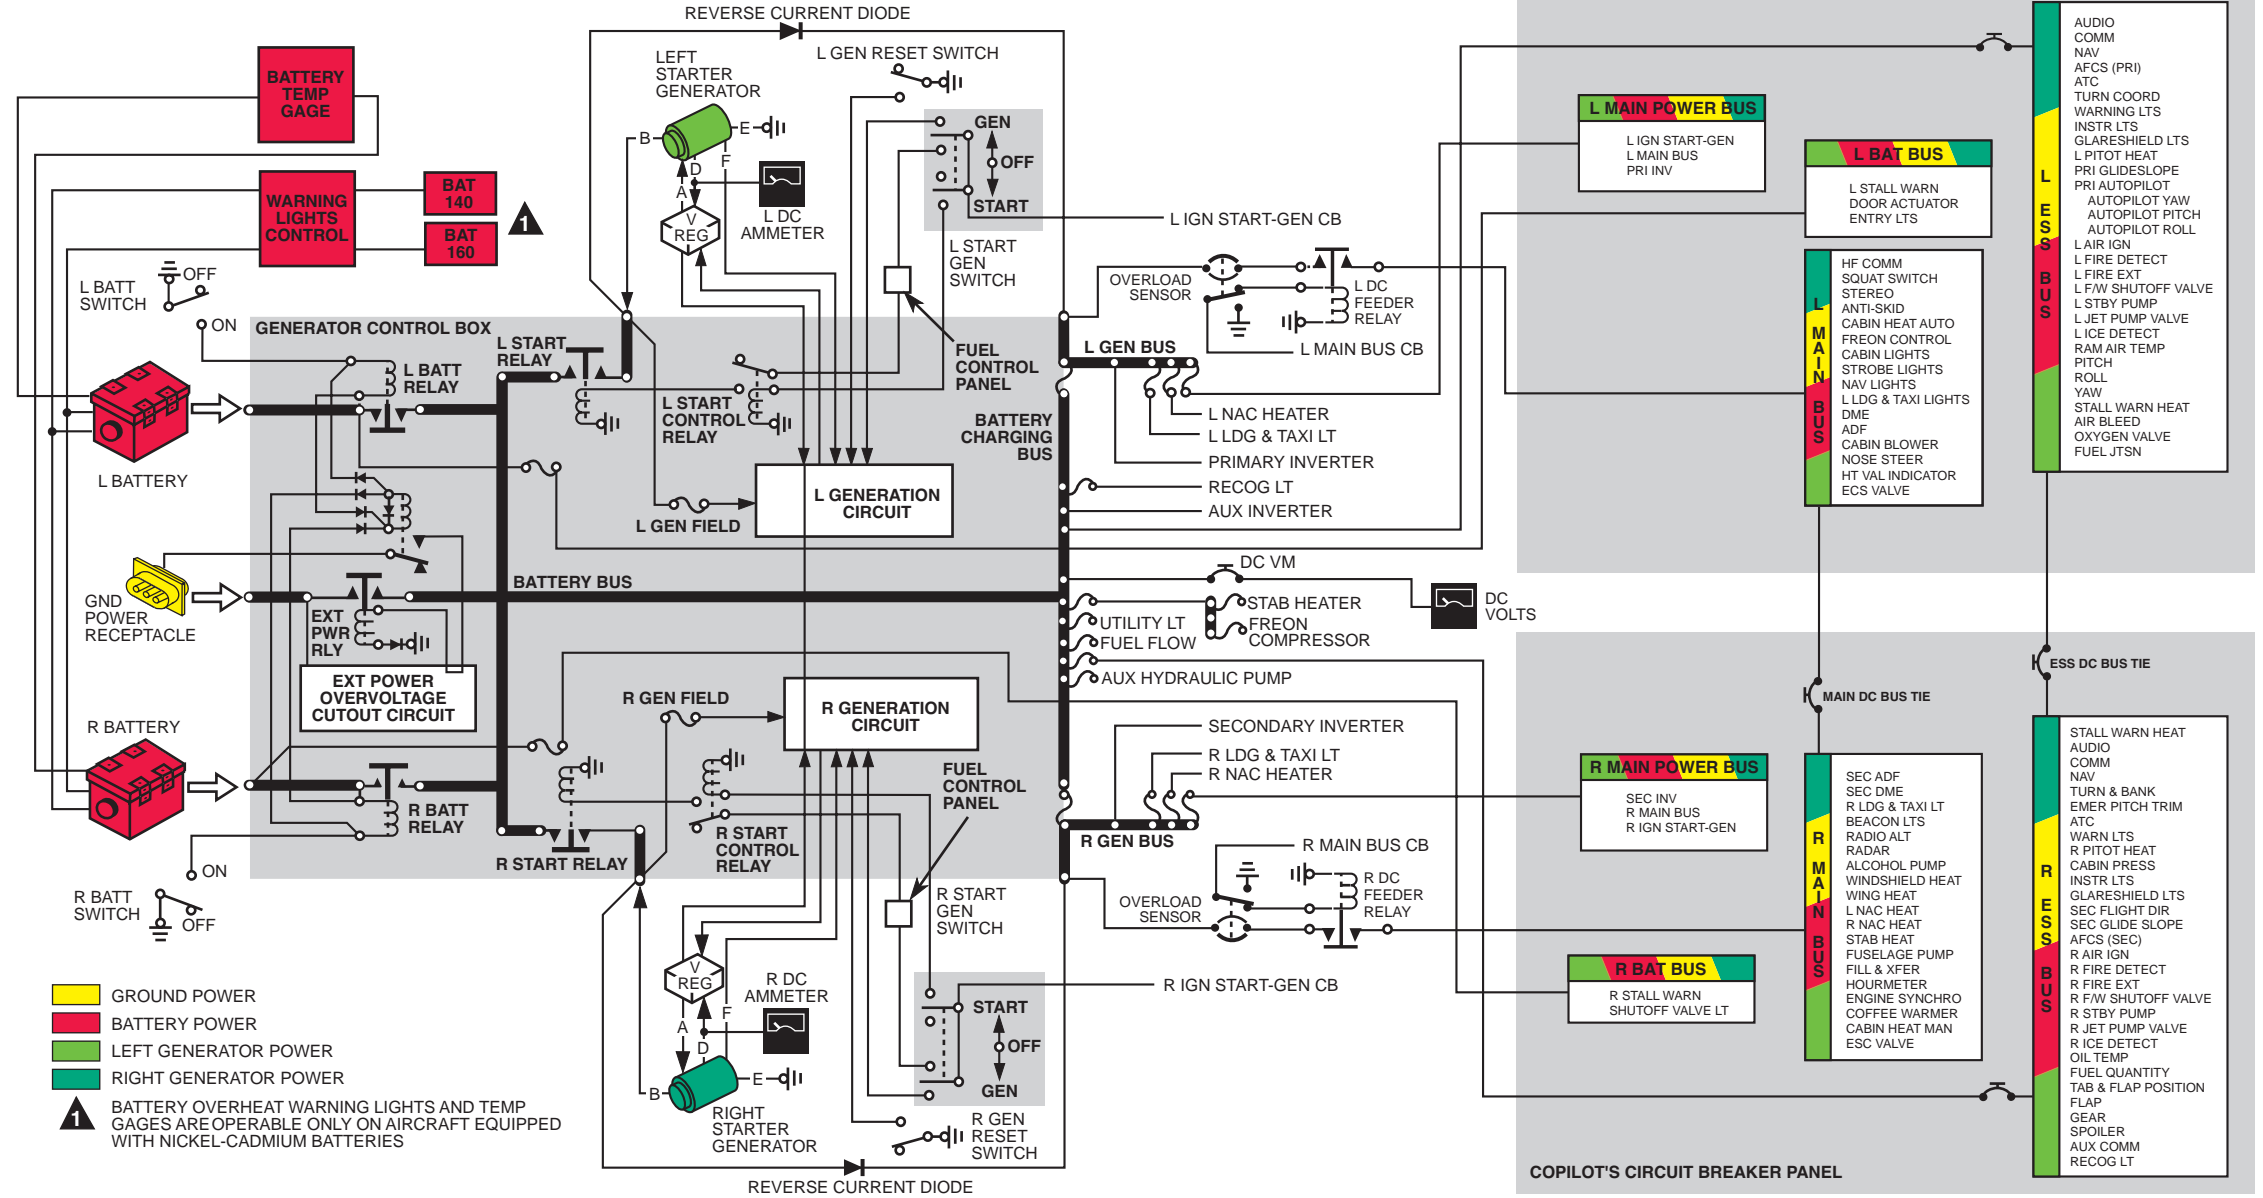 REVERSE CURRENT DIODE
BATTERY
TEMP
GAGE
WARNING
LIGHTS
CONTROL
BAT
140
BAT
160
1
L BATT
SWITCH
OFF
ON
GENERATOR CONTROL BOX
L BATT
RELAY
L BATTERY
GND
POWER
RECEPTACLE
EXT
PWR
RLY
EXT POWER
OVERVOLTAGE
CUTOUT CIRCUIT
R BATTERY
R BATT
RELAY
ON
R BATT
SWITCH
OFF
LEFT
STARTER
GENERATOR
B
E
D
F
A
V
REG
L DC
AMMETER
L GEN RESET SWITCH
GEN
OFF
START
L IGN START-GEN CB
L START
GEN
SWITCH
L START
RELAY
L START
CONTROL
RELAY
FUEL
CONTROL
PANEL
BATTERY
CHARGING
BUS
L GEN FIELD
L GENERATION
CIRCUIT
BATTERY BUS
R GEN FIELD
R GENERATION
CIRCUIT
R START RELAY
R START
CONTROL
RELAY
FUEL
CONTROL
PANEL
R START
GEN
SWITCH
V
REG
A
D
F
B
E
R DC
AMMETER
RIGHT
STARTER
GENERATOR
START
OFF
GEN
R IGN START-GEN CB
R GEN
RESET
SWITCH
REVERSE CURRENT DIODE
OVERLOAD
SENSOR
L DC
FEEDER
RELAY
L MAIN BUS CB
L GEN BUS
L NAC HEATER
L LDG & TAXI LT
PRIMARY INVERTER
RECOG LT
AUX INVERTER
DC VM
DC
VOLTS
STAB HEATER
FREON
COMPRESSOR
UTILITY LT
FUEL FLOW
AUX HYDRAULIC PUMP
SECONDARY INVERTER
R LDG & TAXI LT
R NAC HEATER
R GEN BUS
R MAIN BUS CB
OVERLOAD
SENSOR
R DC
FEEDER
RELAY
L MAIN POWER BUS
L IGN START-GEN
L MAIN BUS
PRI INV
L BAT BUS
L STALL WARN
DOOR ACTUATOR
ENTRY LTS
L MAIN BUS
HF COMM
SQUAT SWITCH
STEREO
ANTI-SKID
CABIN HEAT AUTO
FREON CONTROL
CABIN LIGHTS
STROBE LIGHTS
NAV LIGHTS
L LDG & TAXI LIGHTS
DME
ADF
CABIN BLOWER
NOSE STEER
HT VAL INDICATOR
ECS VALVE
L ESS BUS
AUDIO
COMM
NAV
AFCS (PRI)
ATC
TURN COORD
WARNING LTS
INSTR LTS
GLARESHIELD LTS
L PITOT HEAT
PRI GLIDESLOPE
PRI AUTOPILOT
AUTOPILOT YAW
AUTOPILOT PITCH
AUTOPILOT ROLL
L AIR IGN
L FIRE DETECT
L FIRE EXT
L F/W SHUTOFF VALVE
L STBY PUMP
L JET PUMP VALVE
L ICE DETECT
RAM AIR TEMP
PITCH
ROLL
YAW
STALL WARN HEAT
AIR BLEED
OXYGEN VALVE
FUEL JTSN
ESS DC BUS TIE
MAIN DC BUS TIE
R MAIN POWER BUS
SEC INV
R MAIN BUS
R IGN START-GEN
R BAT BUS
R STALL WARN
SHUTOFF VALVE LT
R MAIN BUS
SEC ADF
SEC DME
R LDG & TAXI LT
BEACON LTS
RADIO ALT
RADAR
ALCOHOL PUMP
WINDSHIELD HEAT
WING HEAT
L NAC HEAT
R NAC HEAT
STAB HEAT
FUSELAGE PUMP
FILL & XFER
HOURMETER
ENGINE SYNCHRO
COFFEE WARMER
CABIN HEAT MAN
ESC VALVE
R ESS BUS
STALL WARN HEAT
AUDIO
COMM
NAV
TURN & BANK
EMER PITCH TRIM
ATC
WARN LTS
R PITOT HEAT
CABIN PRESS
INSTR LTS
GLARESHIELD LTS
SEC FLIGHT DIR
SEC GLIDE SLOPE
AFCS (SEC)
R AIR IGN
R FIRE DETECT
R FIRE EXT
R F/W SHUTOFF VALVE
R STBY PUMP
R JET PUMP VALVE
R ICE DETECT
OIL TEMP
FUEL QUANTITY
TAB & FLAP POSITION
FLAP
GEAR
SPOILER
AUX COMM
RECOG LT
COPILOT'S CIRCUIT BREAKER PANEL
GROUND POWER
BATTERY POWER
LEFT GENERATOR POWER
RIGHT GENERATOR POWER
1
BATTERY OVERHEAT WARNING LIGHTS AND TEMP
GAGES ARE OPERABLE ONLY ON AIRCRAFT EQUIPPED
WITH NICKEL-CADMIUM BATTERIES